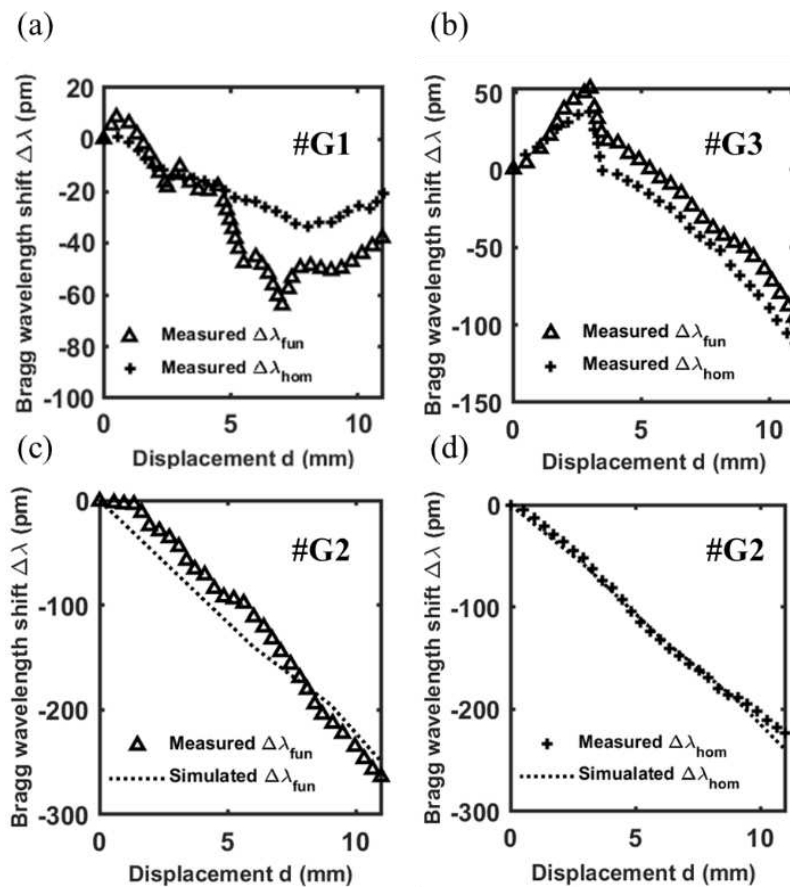 (a)
Bragg wavelength shift Δλ (pm)
20
0
-20
-40
-60
-80
-100
#G1
Measured Δλfun
Measured Δλhom
0 5 10
Displacement d (mm)
(b)
Bragg wavelength shift Δλ (pm)
50
0
-50
-100
-150
#G3
Measured Δλfun
Measured Δλhom
0 5 10
Displacement d (mm)
(c)
Bragg wavelength shift Δλ (pm)
0
-100
-200
-300
#G2
Measured Δλfun
Simulated Δλfun
0 5 10
Displacement d (mm)
(d)
Bragg wavelength shift Δλ (pm)
0
-100
-200
-300
#G2
Measured Δλhom
Simualated Δλhom
0 5 10
Displacement d (mm)